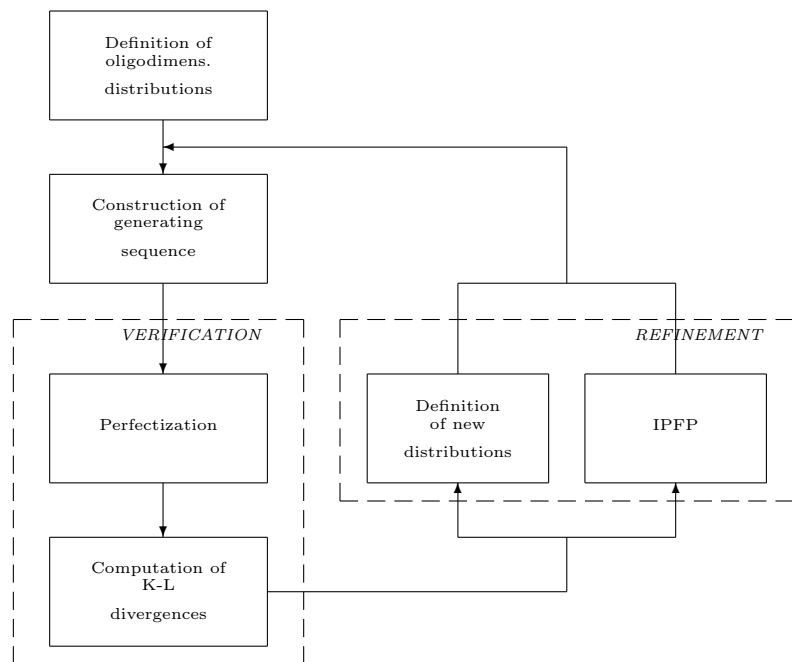 Definition of
oligodimens.
distributions
Construction of
generating
sequence
VERIFICATION
REFINEMENT
Perfectization
Definition
of new
distributions
IPFP
Computation of
K-L
divergences